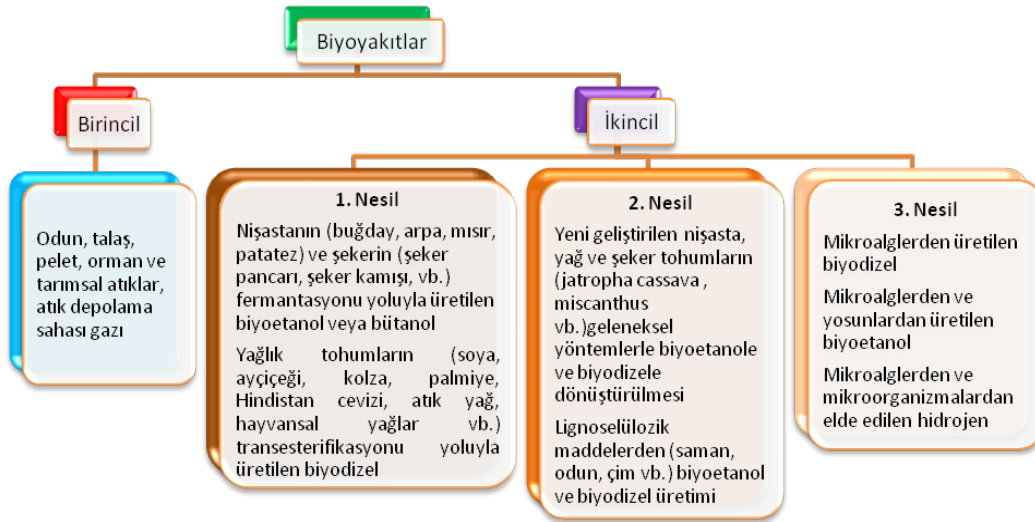 Biyoyakıtlar
Birincil
İkincil
Odun, talaş,
pelet, orman ve
tarımsal atıklar,
atık depolama
sahası gazı
1. Nesil
Nişastanın (buğday, arpa, mısır,
patatez) ve şekerin (şeker
pancarı, şeker kamışı, vb.)
fermantasyonu yoluyla üretilen
biyoetanol veya bütanol
Yağlık tohumların (soya,
ayçiçeği, kolza, palmiye,
Hindistan cevizi, atık yağ,
hayvansal yağlar vb.)
transesterifikasyonu yoluyla
üretilen biyodizel
2. Nesil
Yeni geliştirilen nişasta,
yağ ve şeker tohumların
(jatropha cassava ,
miscanthus
vb.)geleneksel
yöntemlerle biyoetanole
ve biyodizele
dönüştürülmesi
Lignoselülozik
maddelerden (saman,
odun, çim vb.) biyoetanol
ve biyodizel üretimi
3. Nesil
Mikroalglerden üretilen
biyodizel
Mikroalglerden ve
yosunlardan üretilen
biyoetanol
Mikroalglerden ve
mikroorganizmalardan
elde edilen hidrojen